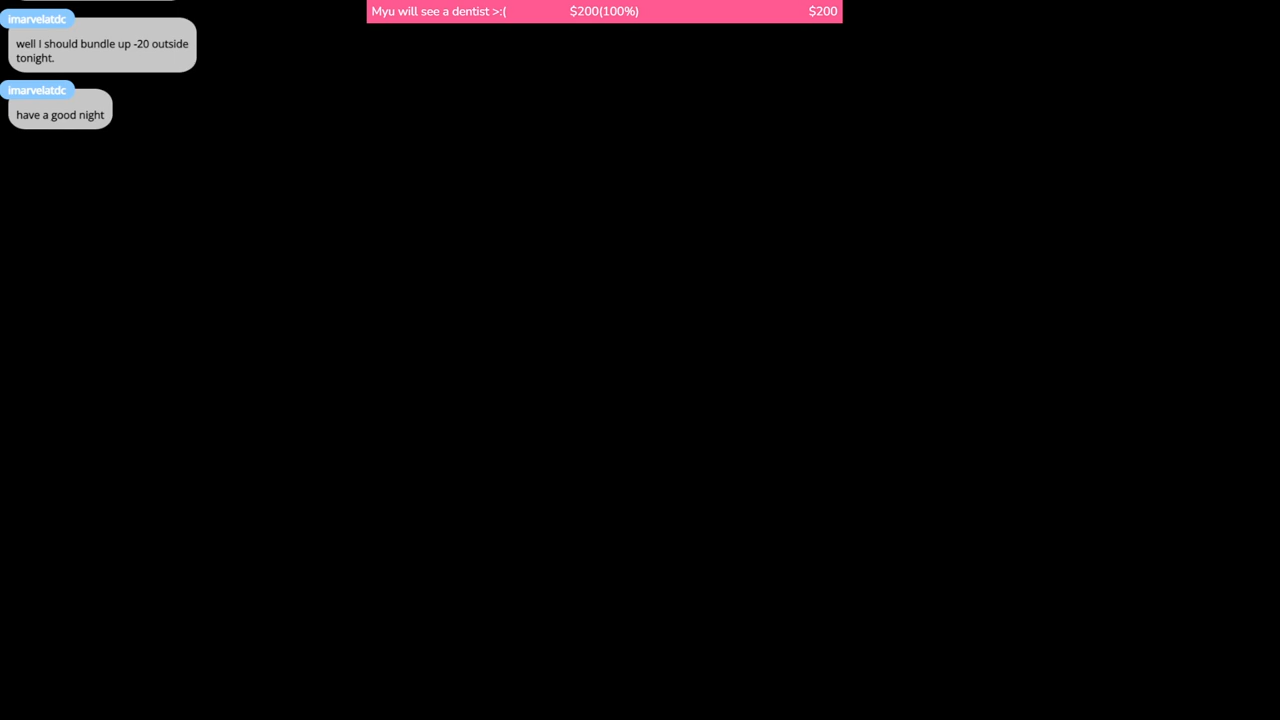 imarvelatdc
well I should bundle up -20 outside
tonight.
imarvelatdc
have a good night
Myu will see a dentist >:( $200(100%) $200